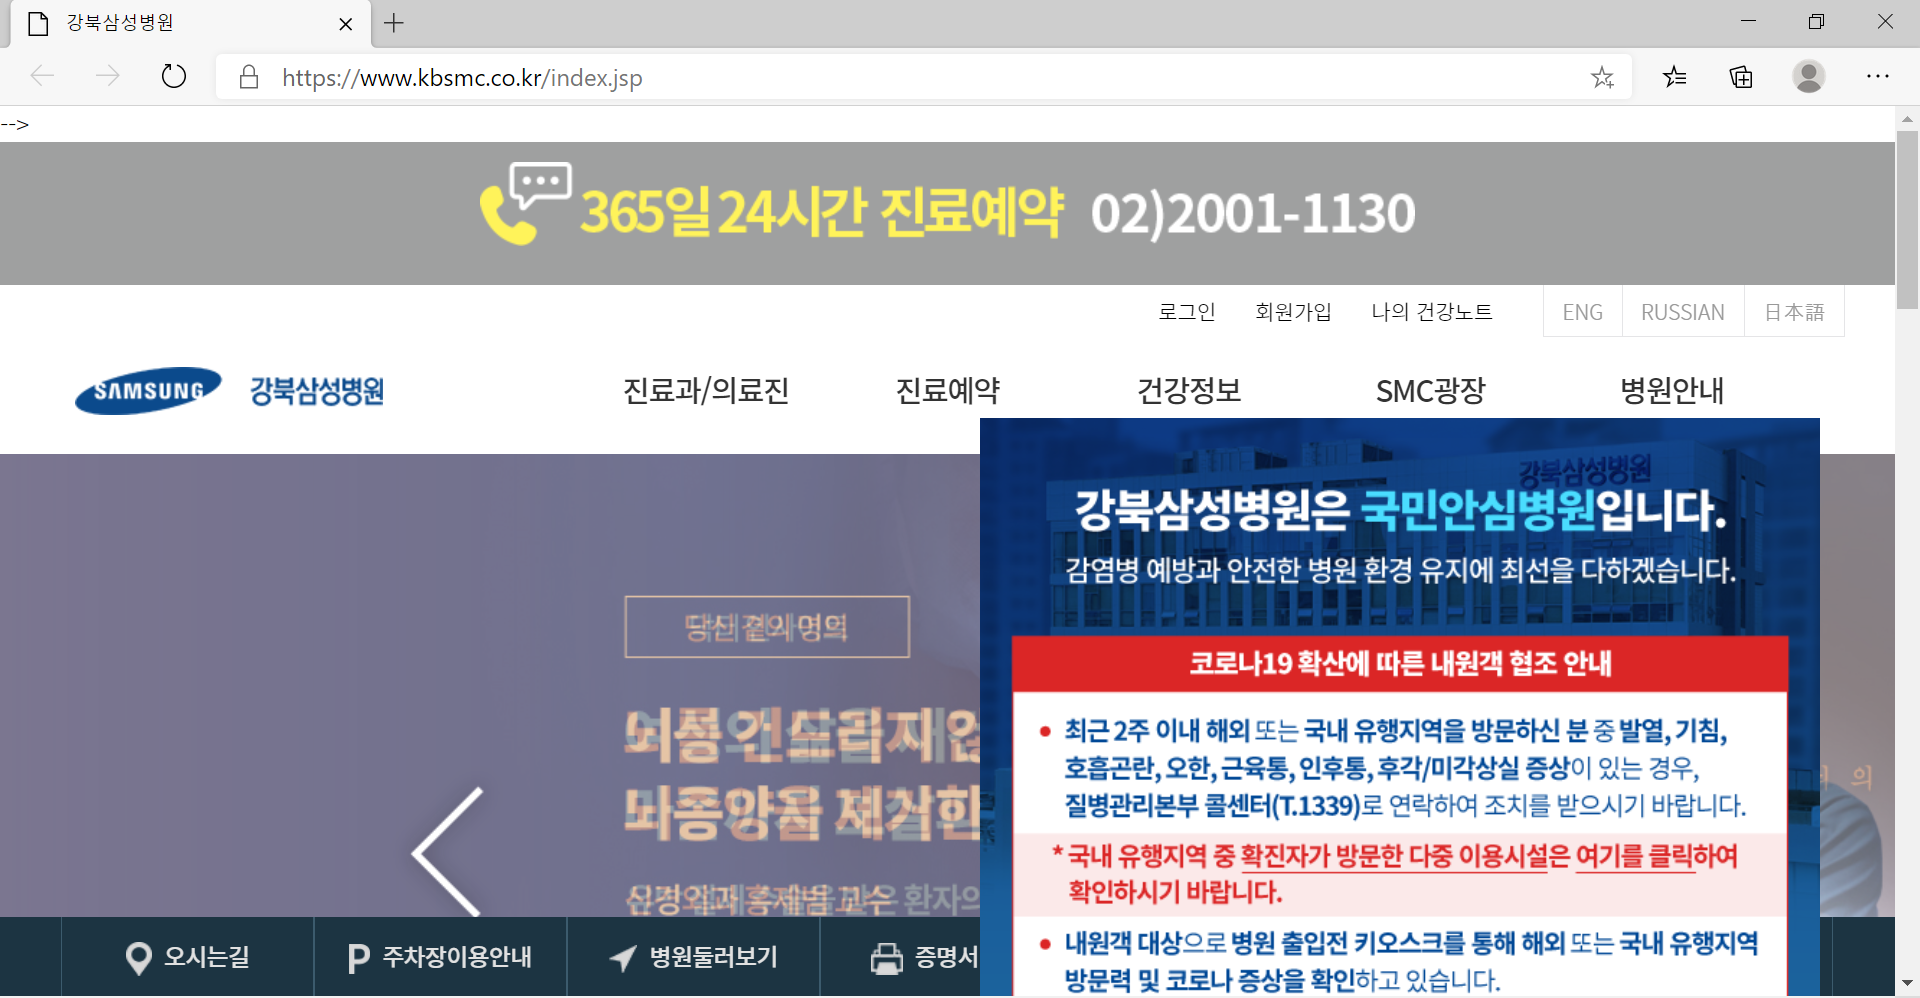 강북삼성병원
https://www.kbsmc.co.kr/index.jsp
-->
365일 24시간 진료예약 02)2001-1130
로그인 회원가입 나의 건강노트 ENG RUSSIAN 日本語
SAMSUNG 강북삼성병원
진료과/의료진 진료예약 건강정보 SMC광장 병원안내
강북삼성병원
강북삼성병원은 국민안심병원입니다.
감염병 예방과 안전한 병원 환경 유지에 최선을 다하겠습니다.
코로나19 확산에 따른 내원객 협조 안내
• 최근 2주 이내 해외 또는 국내 유행지역을 방문하신 분 중 발열, 기침,
호흡곤란, 오한, 근육통, 인후통, 후각/미각상실 증상이 있는 경우,
질병관리본부 콜센터(T.1339)로 연락하여 조치를 받으시기 바랍니다.
* 국내 유행지역 중 확진자가 방문한 다중 이용시설은 여기를 클릭하여
확인하시기 바랍니다.
• 내원객 대상으로 병원 출입전 키오스크를 통해 해외 또는 국내 유행지역
방문력 및 코로나 증상을 확인하고 있습니다.
의
오시는길 P 주차장이용안내 병원둘러보기 증명서